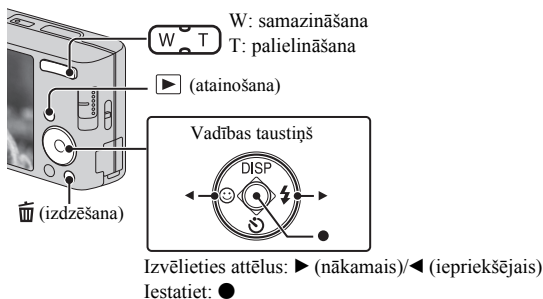 W: samazināšana
T: palielināšana
W T
▶ (atainošana)
Vadības taustiņš
DISP
(izdzēšana)
Izvēlieties attēlus: ► (nākamais)/◄ (iepriekšējais)
Iestatiet: ●